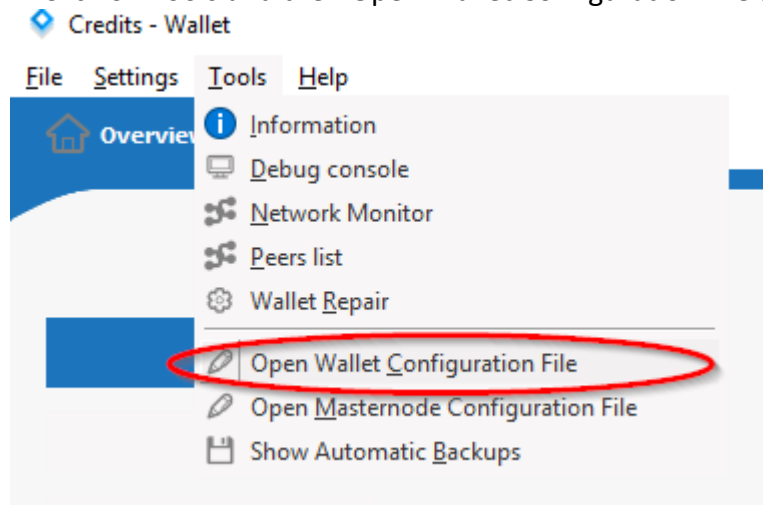 Credits - Wallet
File Settings Tools Help
Overview
Information
Debug console
Network Monitor
Peers list
Wallet Repair
Open Wallet Configuration File
Open Masternode Configuration File
Show Automatic Backups